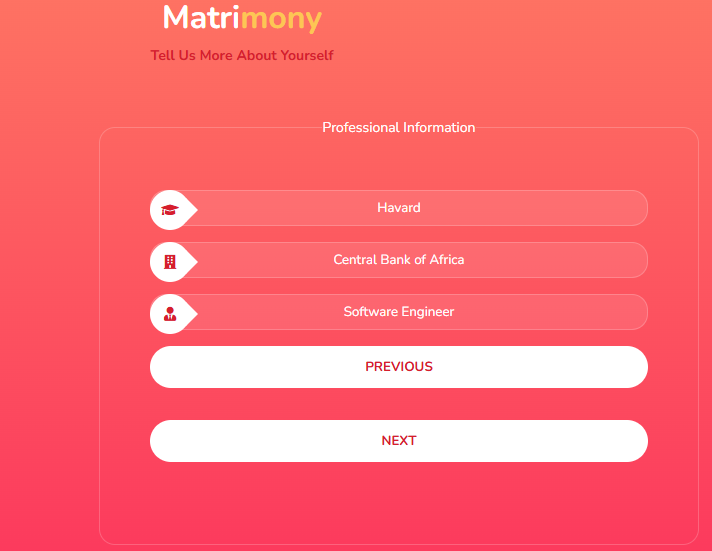 Matrimony
Tell Us More About Yourself
Professional Information
Havard
Central Bank of Africa
Software Engineer
PREVIOUS
NEXT